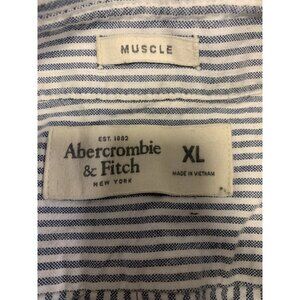 MUSCLE
EST. 1892
Abercrombie
& Fitch
NEW YORK
XL
MADE IN VIETNAM